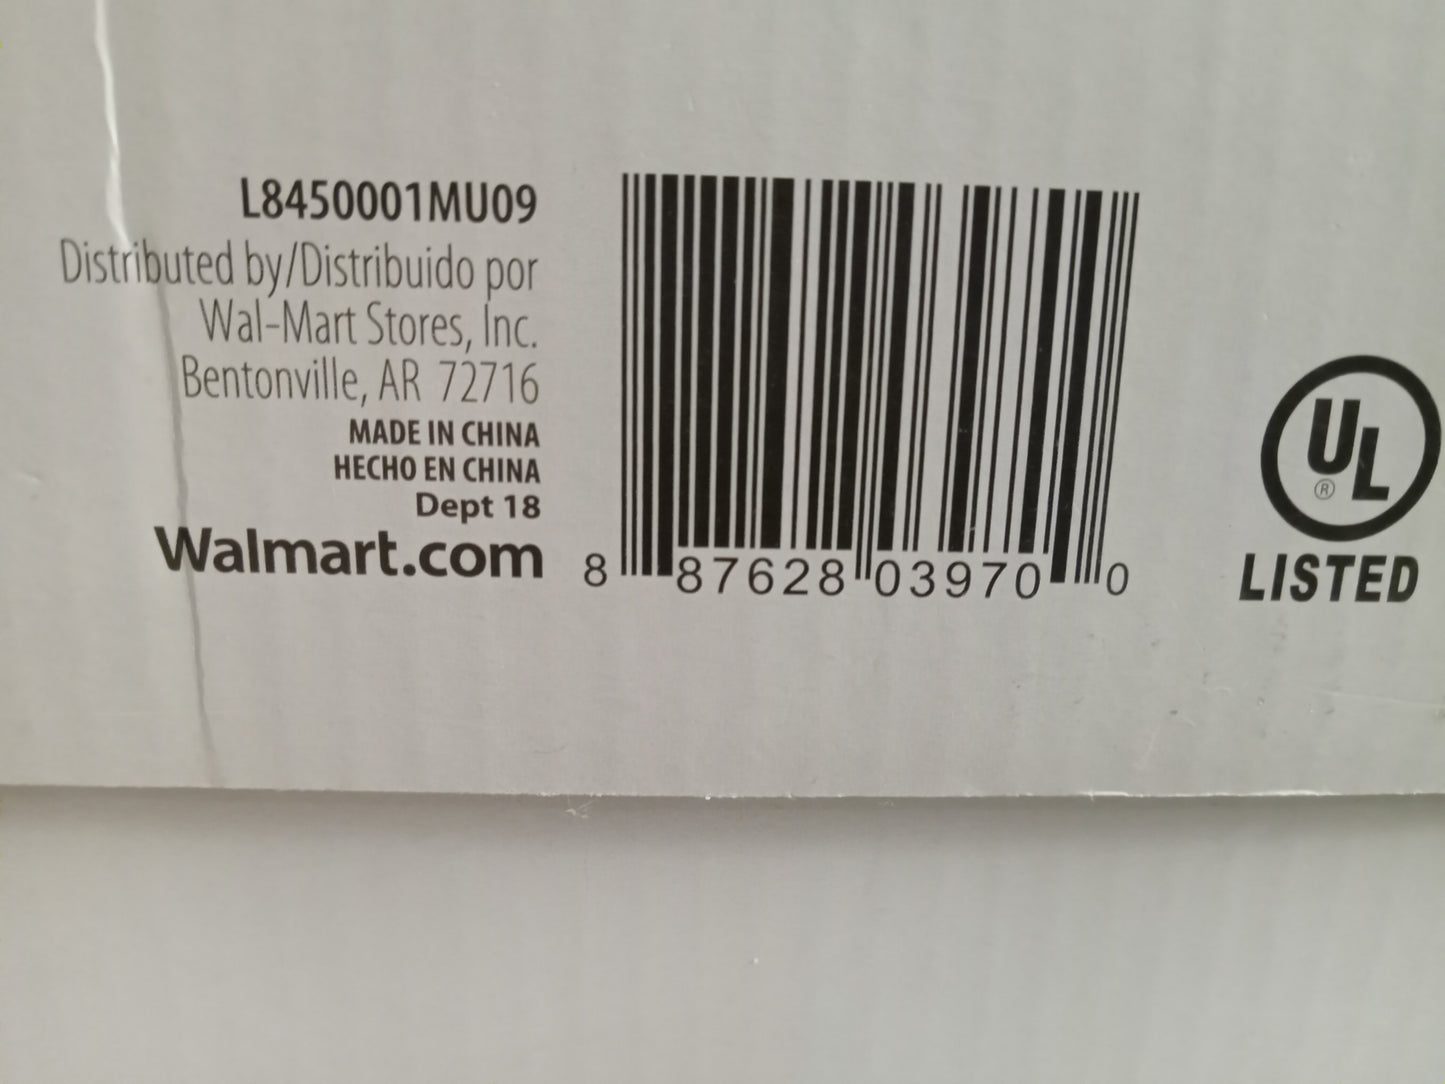 L8450001MU09
Distributed by/Distribuido por
Wal-Mart Stores, Inc.
Bentonville, AR 72716
MADE IN CHINA
HECHO EN CHINA
Dept 18
Walmart.com
8 87628 03970 0
UL
®
LISTED